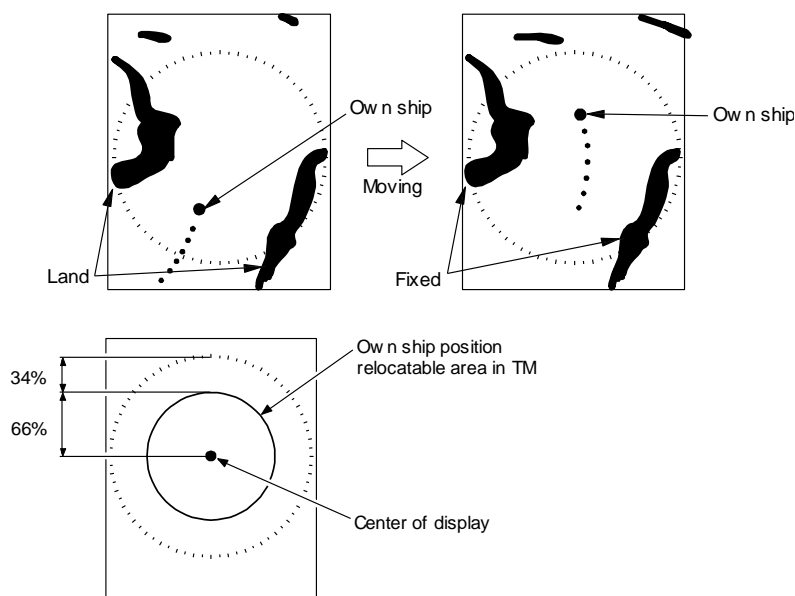 Own ship
Own ship
Moving
Land
Fixed
Own ship position
relocatable area in TM
34%
66%
Center of display